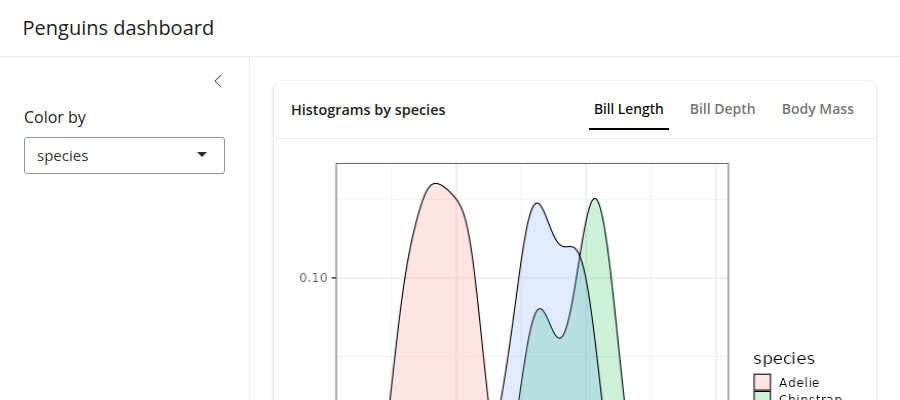 Penguins dashboard
Color by
species
Histograms by species
Bill Length
Bill Depth
Body Mass
0.10
species
Adelie
Chinstrap